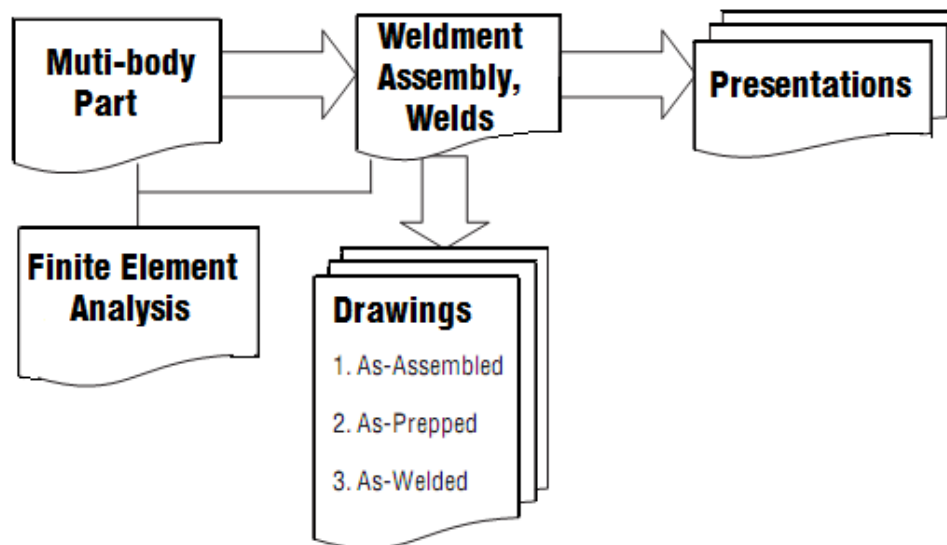 Muti-body
Part
Weldment
Assembly,
Welds
Presentations
Finite Element
Analysis
Drawings
1. As-Assembled
2. As-Prepped
3. As-Welded